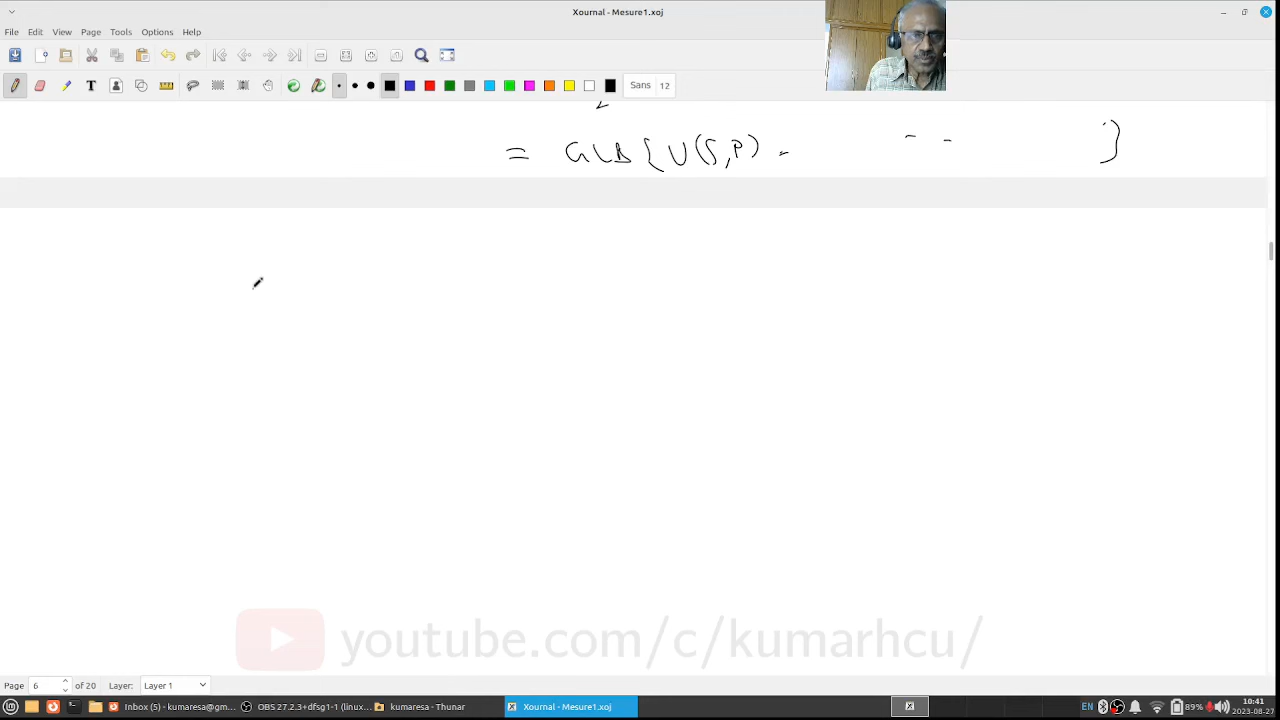 Xournal - Mesure1.xoj
File Edit View Page Tools Options Help
Sans 12
= GLB { U(f, P) - - - }
youtube.com/c/kumarhcu/
Page 6 of 20 Layer: Layer 1
Inbox (5) - kumaresa@gm... OBS 27.2.3+dfsg1-1 (linux... kumaresa - Thunar Xournal - Mesure1.xoj EN 89% 10:41
2023-08-27